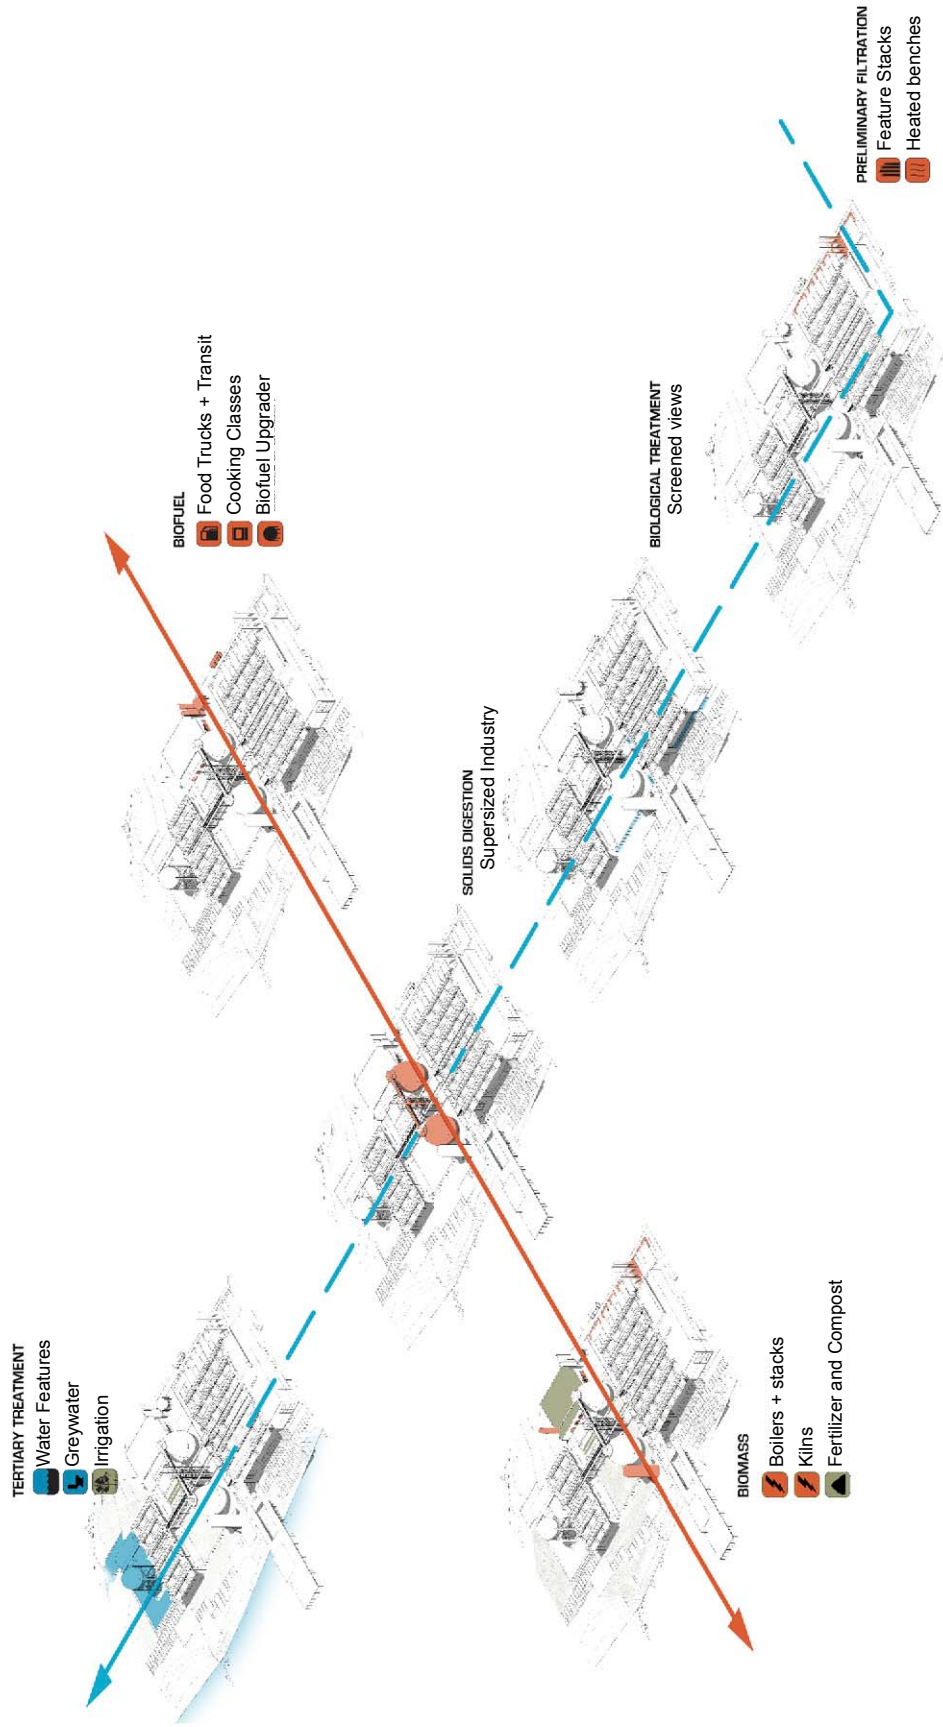 TERTIARY TREATMENT
Water Features
Greywater
Irrigation
BIOFUEL
Food Trucks + Transit
Cooking Classes
Biofuel Upgrader
SOLIDS DIGESTION
Supersized Industry
BIOLOGICAL TREATMENT
Screened views
BIOMASS
Boilers + stacks
Kilns
Fertilizer and Compost
PRELIMINARY FILTRATION
Feature Stacks
Heated benches